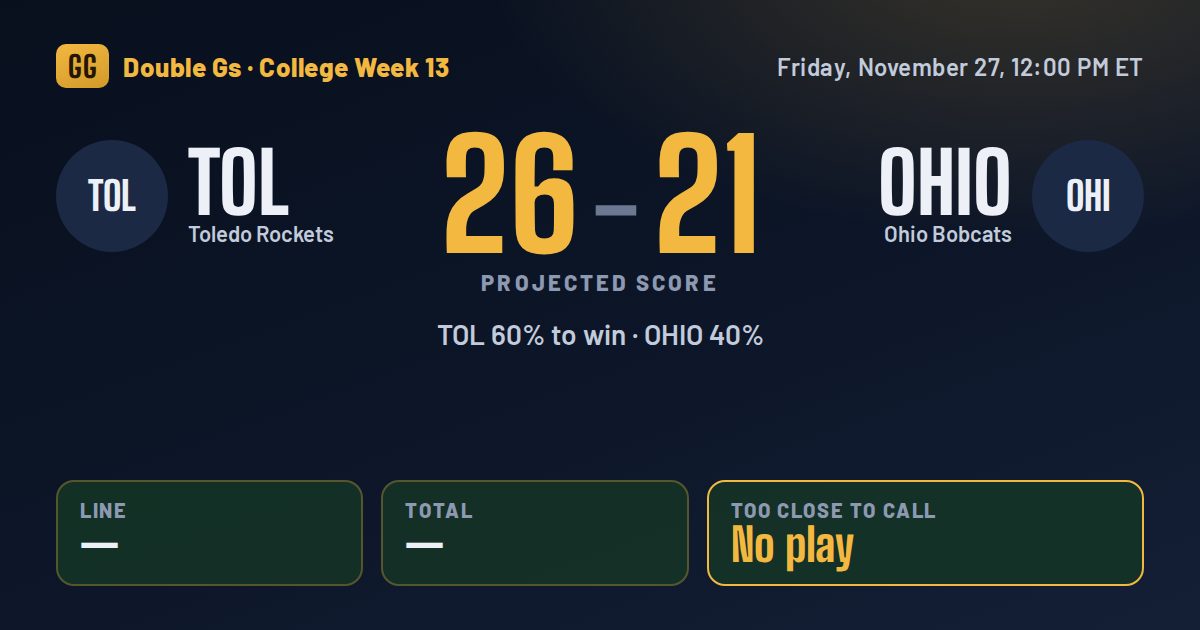 GG
Double Gs · College Week 13
Friday, November 27, 12:00 PM ET
TOL
TOL
Toledo Rockets
26 – 21
PROJECTED SCORE
TOL 60% to win · OHIO 40%
OHIO
Ohio Bobcats
OHI
LINE
—
TOTAL
—
TOO CLOSE TO CALL
No play